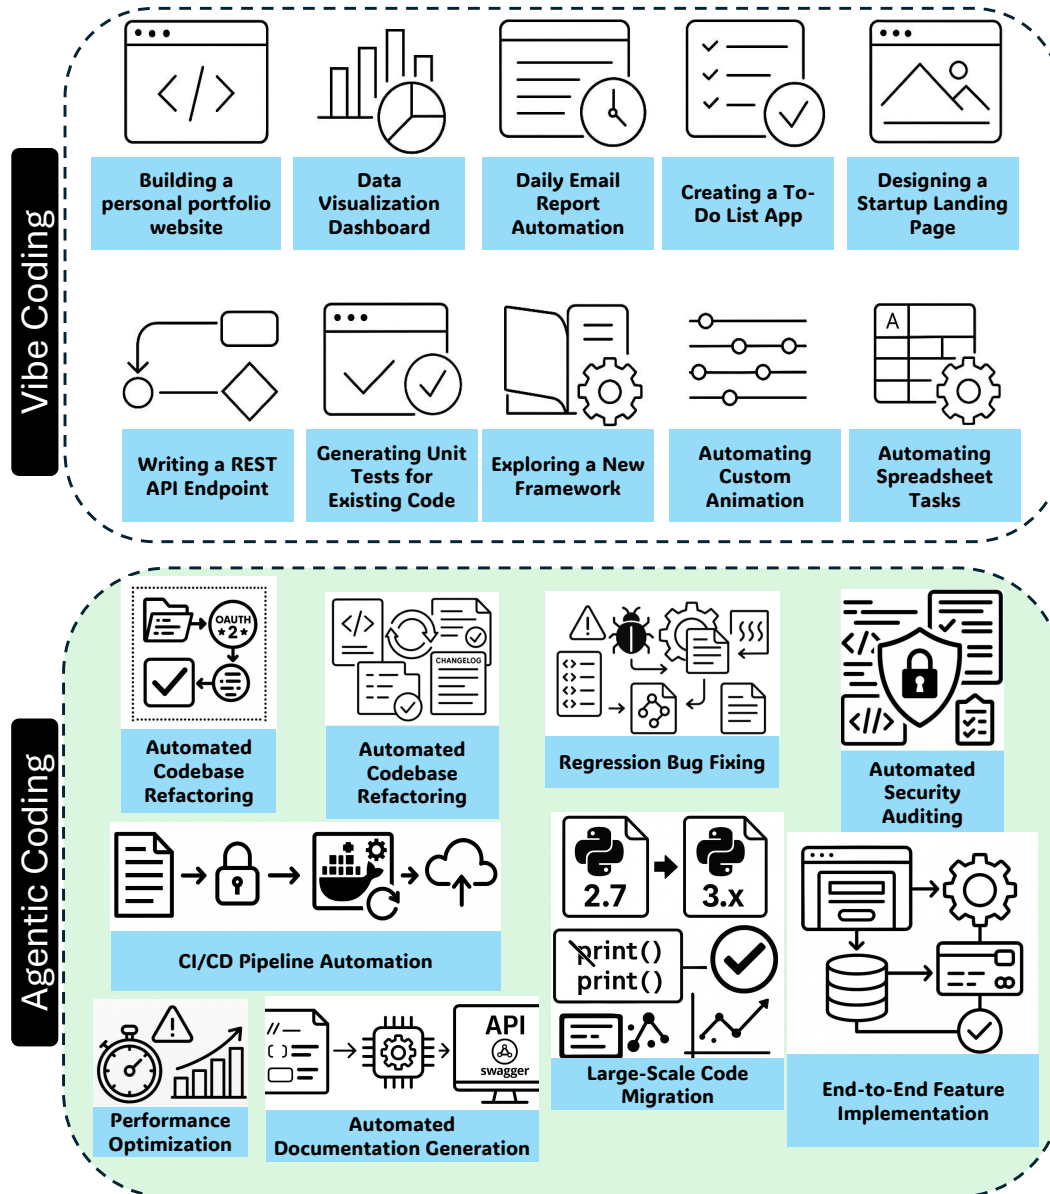 Vibe Coding
Building a
personal portfolio
website
Data
Visualization
Dashboard
Daily Email
Report
Automation
Creating a To-
Do List App
Designing a
Startup Landing
Page
A
Writing a REST
API Endpoint
Generating Unit
Tests for
Existing Code
Exploring a New
Framework
Automating
Custom
Animation
Automating
Spreadsheet
Tasks
Agentic Coding
OAUTH
2
Automated
Codebase
Refactoring
</>
CHANGELOG
Automated
Codebase
Refactoring
Regression Bug Fixing
</
<//>
Automated
Security
Auditing
CI/CD Pipeline Automation
2.7
3.x
print()
print()
Large-Scale Code
Migration
End-to-End Feature
Implementation
Performance
Optimization
//
API
swagger
Automated
Documentation Generation